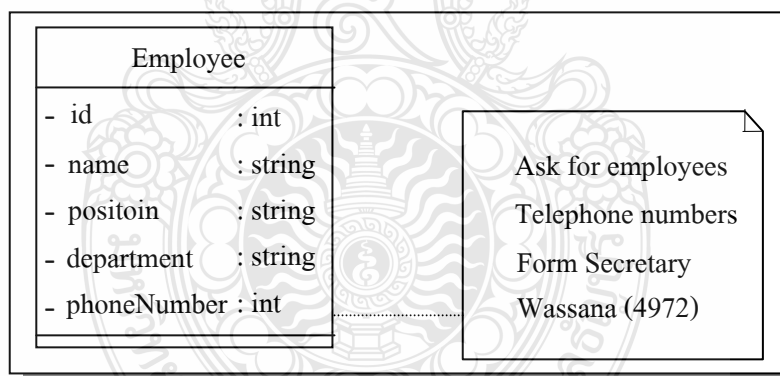 Employee
- id : int
- name : string
- positoin : string
- department : string
- phoneNumber : int
Ask for employees
Telephone numbers
Form Secretary
Wassana (4972)